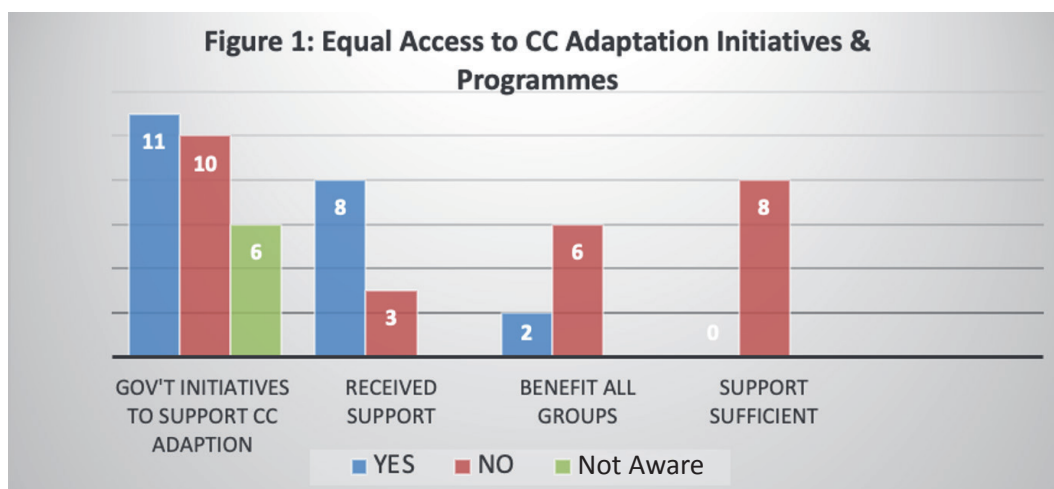 Figure 1: Equal Access to CC Adaptation Initiatives &
Programmes
11
10
6
8
3
2
6
0
8
GOV'T INITIATIVES
TO SUPPORT CC
ADAPTION
RECEIVED
SUPPORT
BENEFIT ALL
GROUPS
SUPPORT
SUFFICIENT
YES NO Not Aware